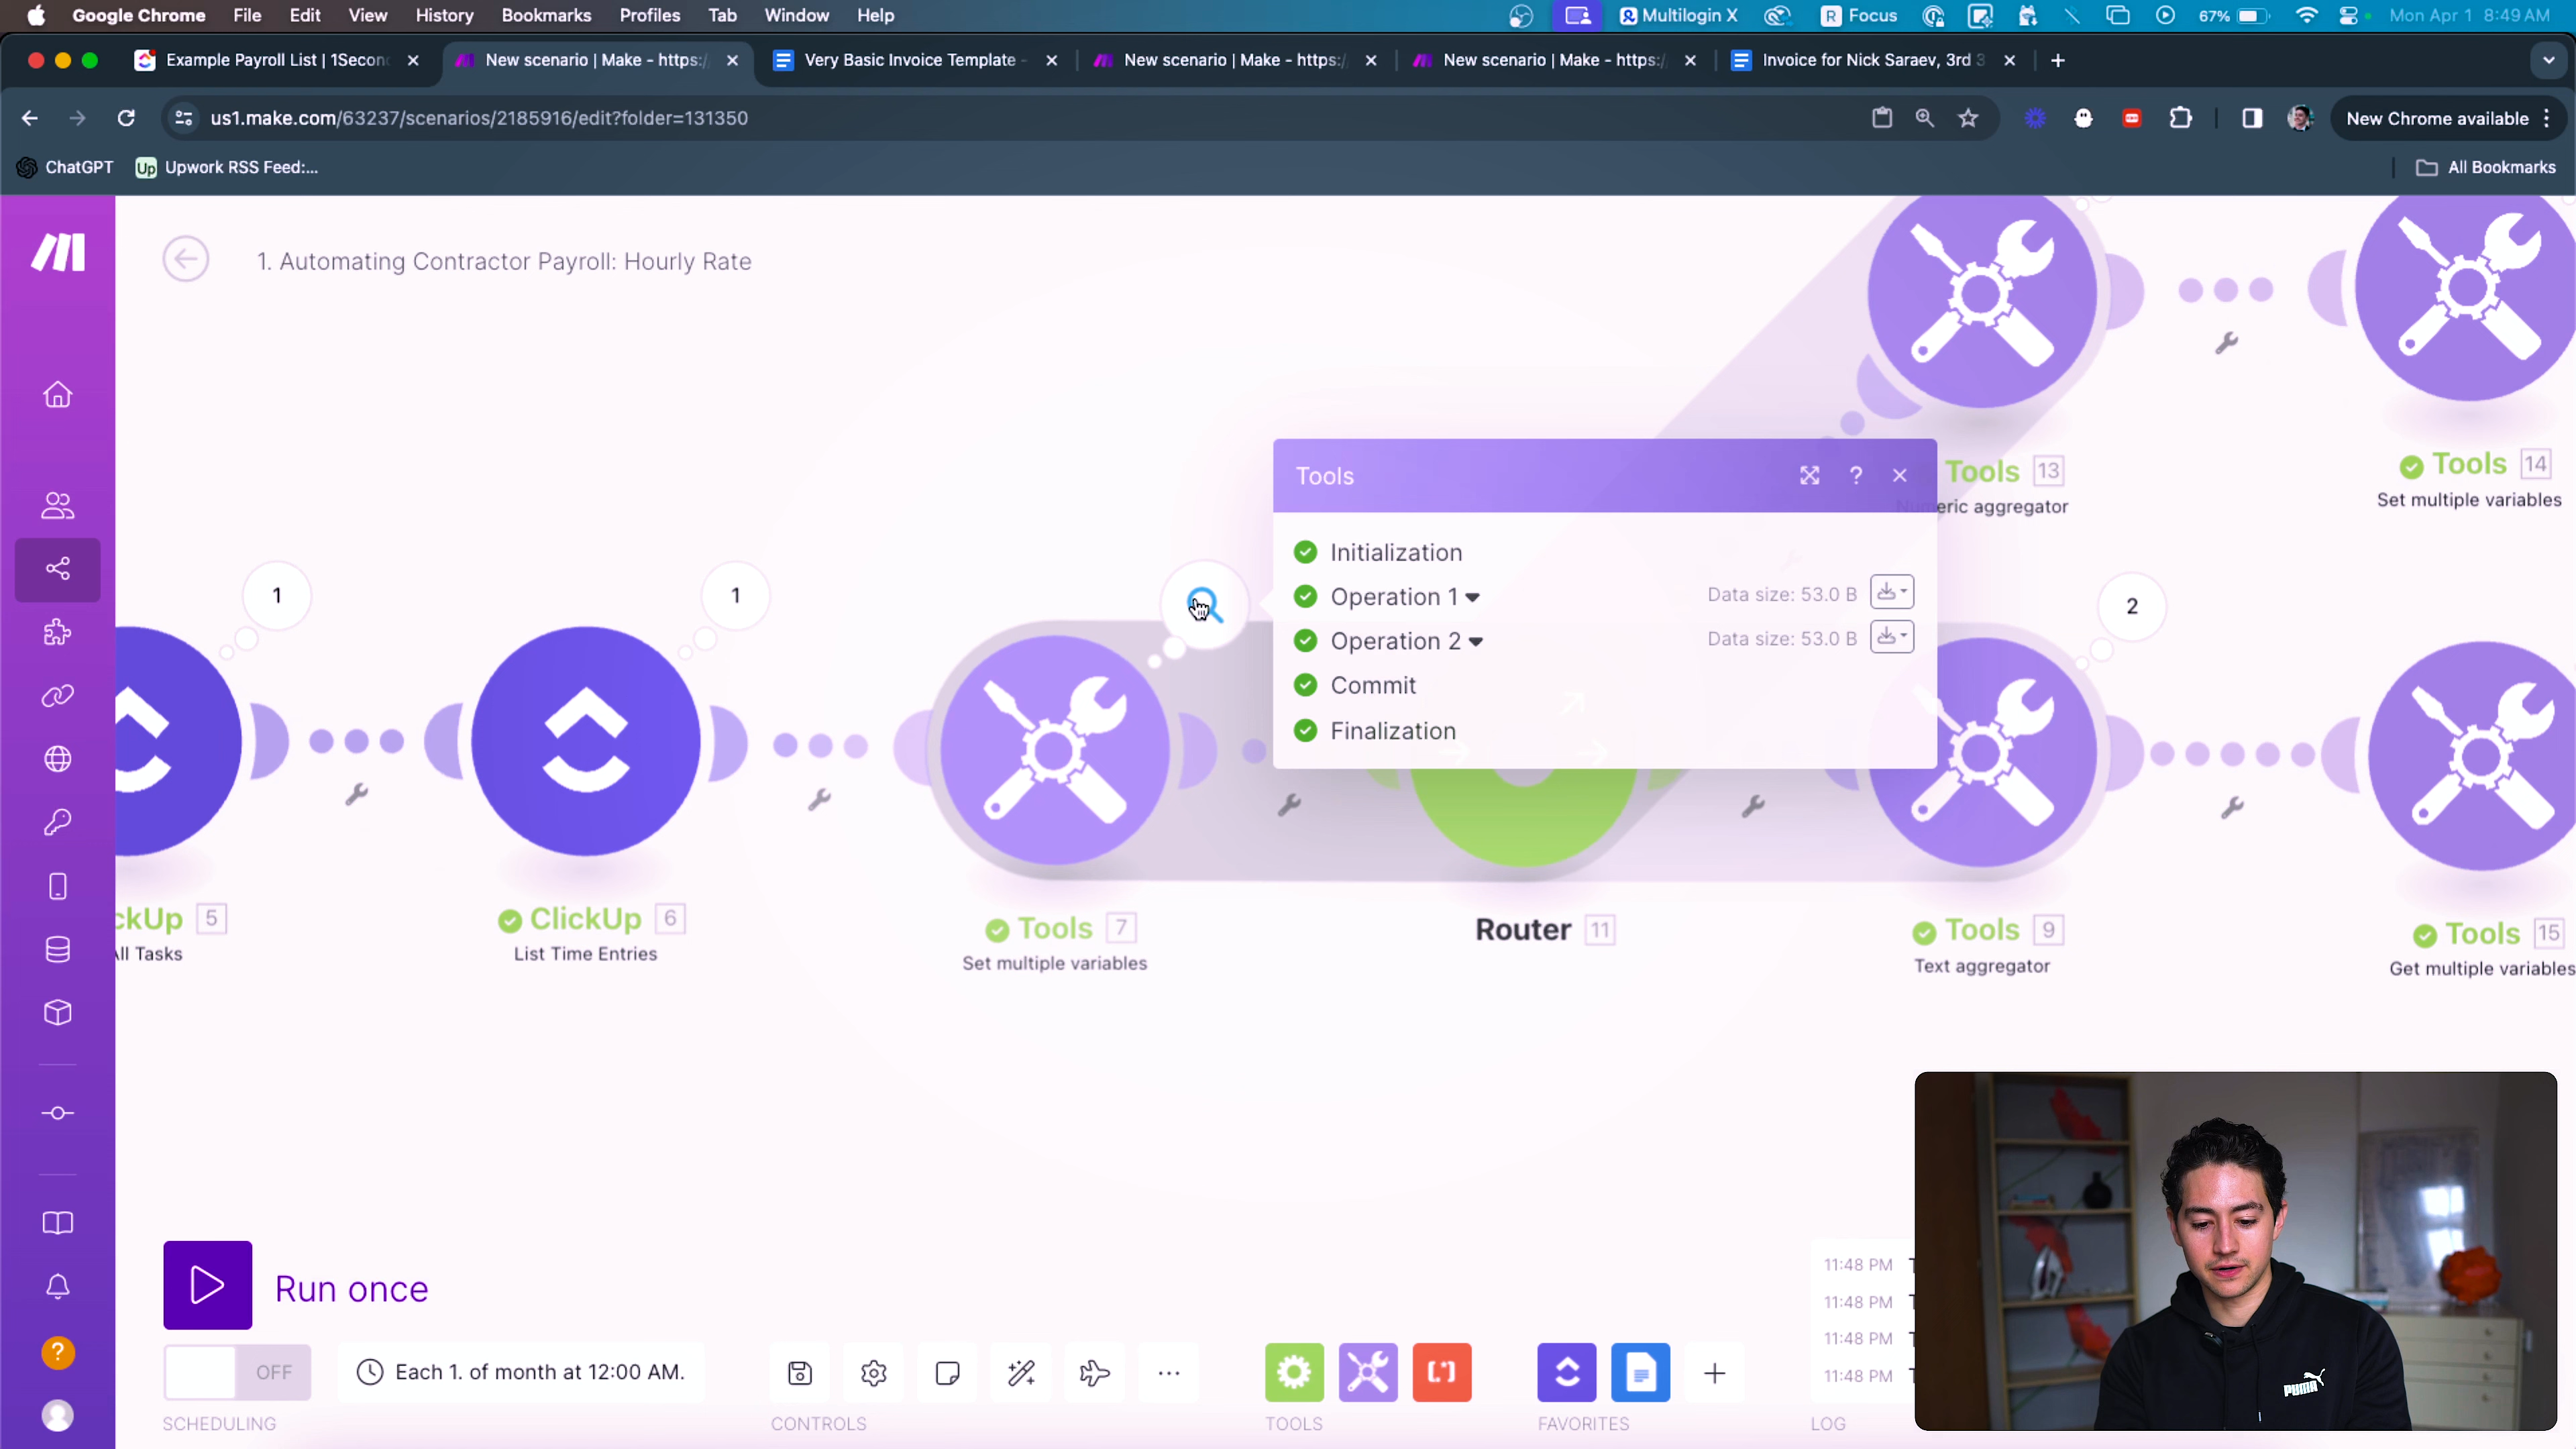 Google Chrome File Edit View History Bookmarks Profiles Tab Window Help Multilogin X R Focus 67% Mon Apr 1 8:49 AM
Example Payroll List | 1Secon New scenario | Make - https:/ Very Basic Invoice Template - New scenario | Make - https:/ New scenario | Make - https:/ Invoice for Nick Saraev, 3rd 3
us1.make.com/63237/scenarios/2185916/edit?folder=131350 New Chrome available
ChatGPT Up Upwork RSS Feed:... All Bookmarks
1. Automating Contractor Payroll: Hourly Rate
Tools 13
Numeric aggregator
Tools 14
Set multiple variables
Tools ?
Initialization
Operation 1 Data size: 53.0 B
Operation 2 Data size: 53.0 B
Commit
Finalization
1
1
2
ckUp 5
All Tasks
ClickUp 6
List Time Entries
Tools 7
Set multiple variables
Router 11
Tools 9
Text aggregator
Tools 15
Get multiple variables
Run once
OFF
Each 1. of month at 12:00 AM.
SCHEDULING
CONTROLS
TOOLS
FAVORITES
11:48 PM
11:48 PM
11:48 PM
11:48 PM
LOG
?
PUMA